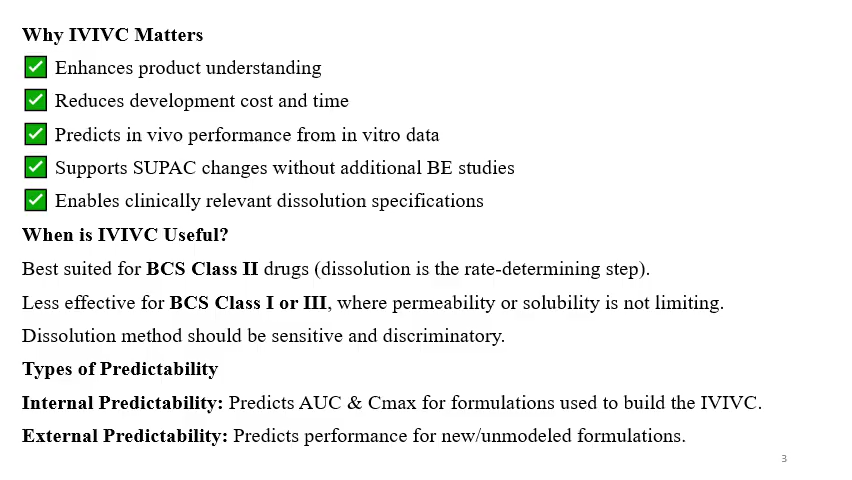 Why IVIVC Matters
✅ Enhances product understanding
✅ Reduces development cost and time
✅ Predicts in vivo performance from in vitro data
✅ Supports SUPAC changes without additional BE studies
✅ Enables clinically relevant dissolution specifications
When is IVIVC Useful?
Best suited for BCS Class II drugs (dissolution is the rate-determining step).
Less effective for BCS Class I or III, where permeability or solubility is not limiting.
Dissolution method should be sensitive and discriminatory.
Types of Predictability
Internal Predictability: Predicts AUC & Cmax for formulations used to build the IVIVC.
External Predictability: Predicts performance for new/unmodeled formulations.
3